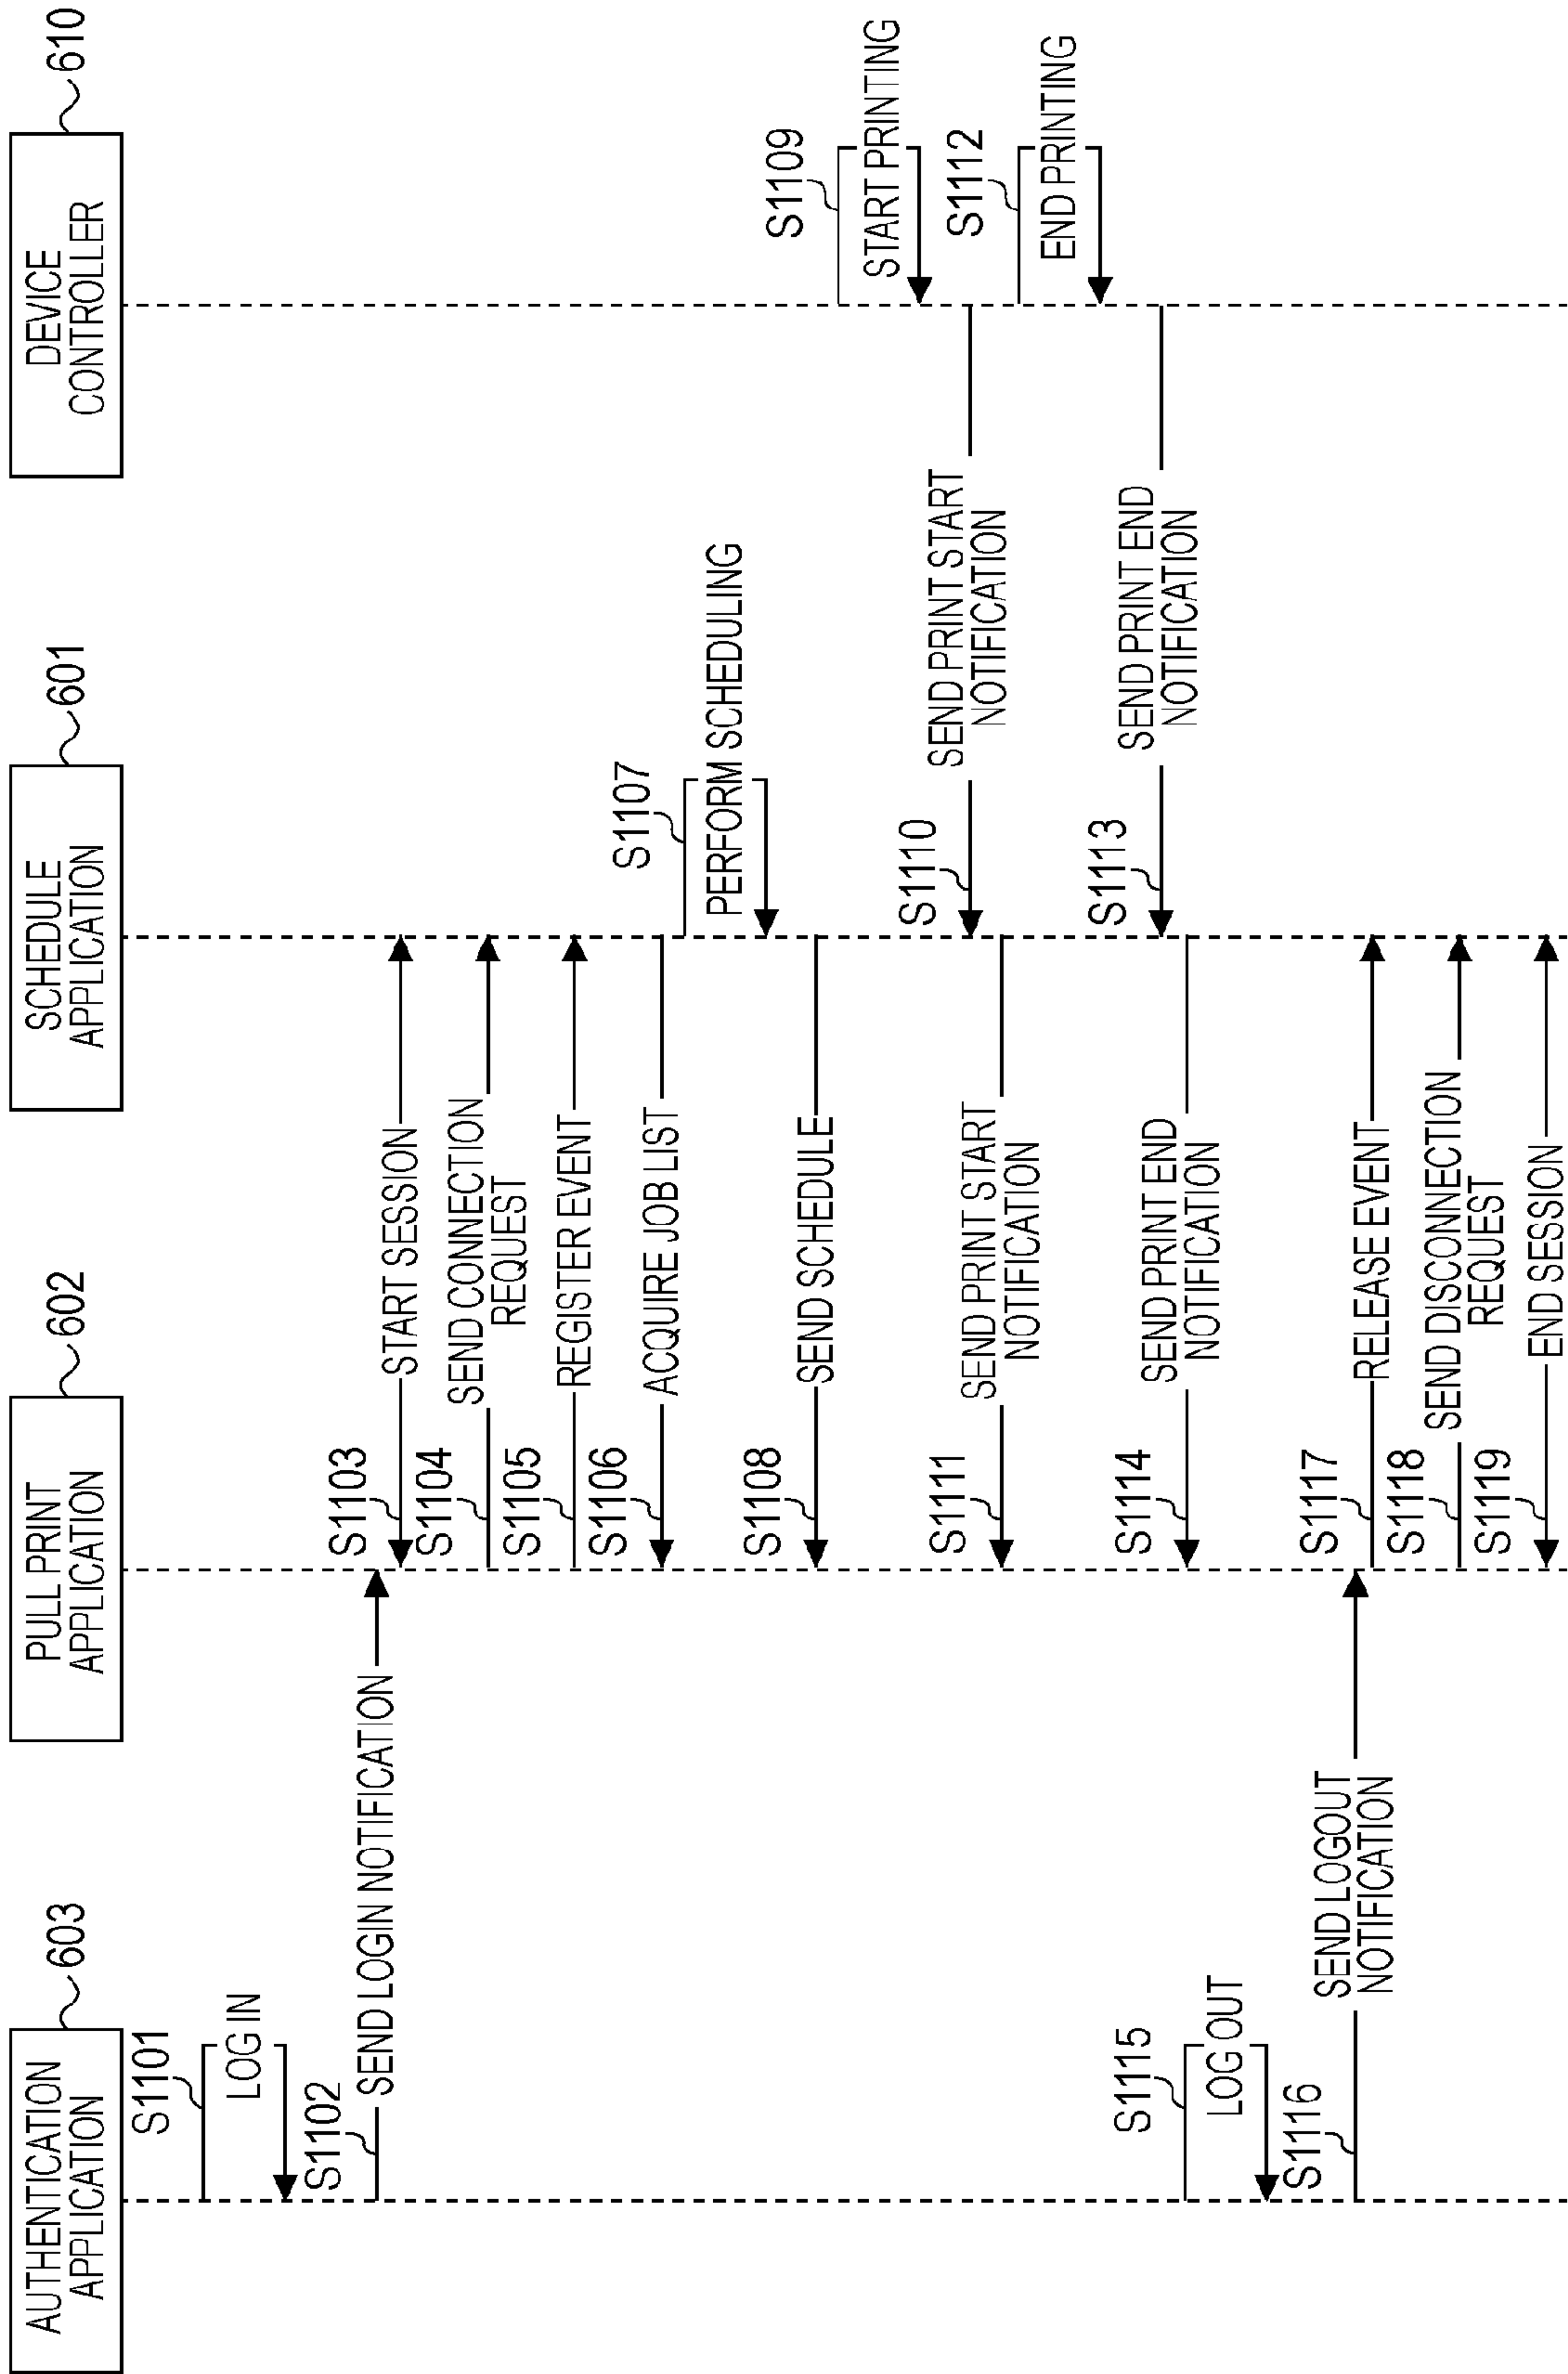 AUTHENTICATION
APPLICATION
603
PULL PRINT
APPLICATION
602
SCHEDULE
APPLICATION
601
DEVICE
CONTROLLER
610
S1101
LOG IN
S1102
SEND LOGIN NOTIFICATION
S1103
START SESSION
S1104
SEND CONNECTION
REQUEST
S1105
REGISTER EVENT
S1106
ACQUIRE JOB LIST
S1107
PERFORM SCHEDULING
S1108
SEND SCHEDULE
S1109
START PRINTING
S1110
SEND PRINT START
NOTIFICATION
S1111
SEND PRINT START
NOTIFICATION
S1112
END PRINTING
S1113
SEND PRINT END
NOTIFICATION
S1114
SEND PRINT END
NOTIFICATION
S1115
LOG OUT
S1116
SEND LOGOUT
NOTIFICATION
S1117
RELEASE EVENT
S1118
SEND DISCONNECTION
REQUEST
S1119
END SESSION